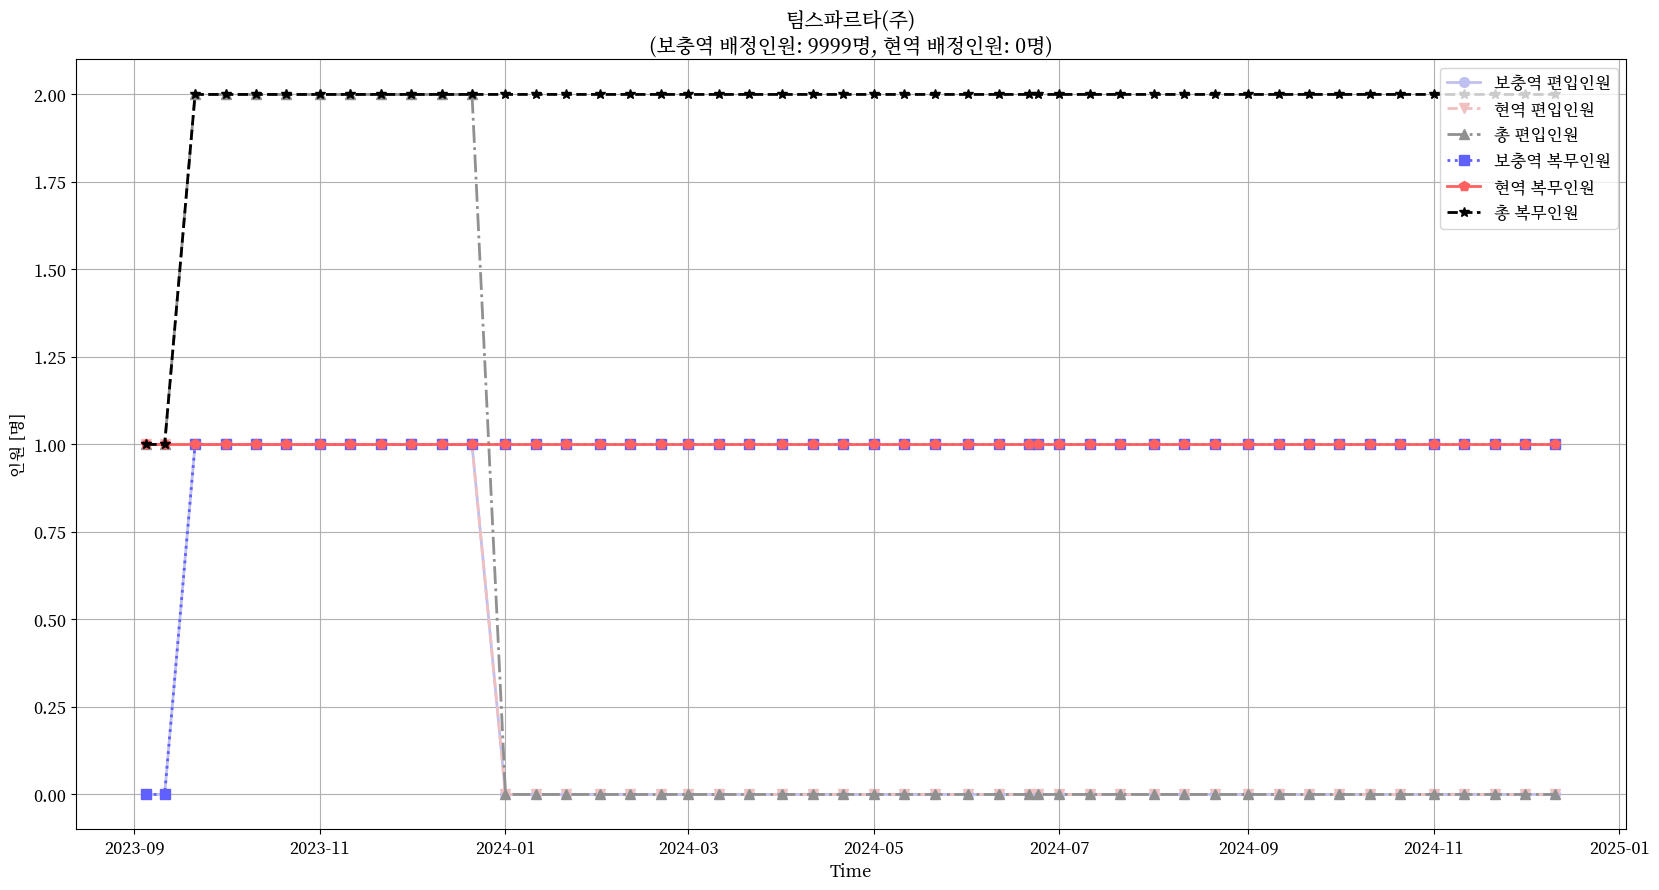 팀스파르타(주)
(보충역 배정인원: 9999명, 현역 배정인원: 0명)
보충역 편입인원
현역 편입인원
총 편입인원
보충역 복무인원
현역 복무인원
총 복무인원
인원 [명]
2.00
1.75
1.50
1.25
1.00
0.75
0.50
0.25
0.00
2023-09
2023-11
2024-01
2024-03
2024-05
2024-07
2024-09
2024-11
2025-01
Time